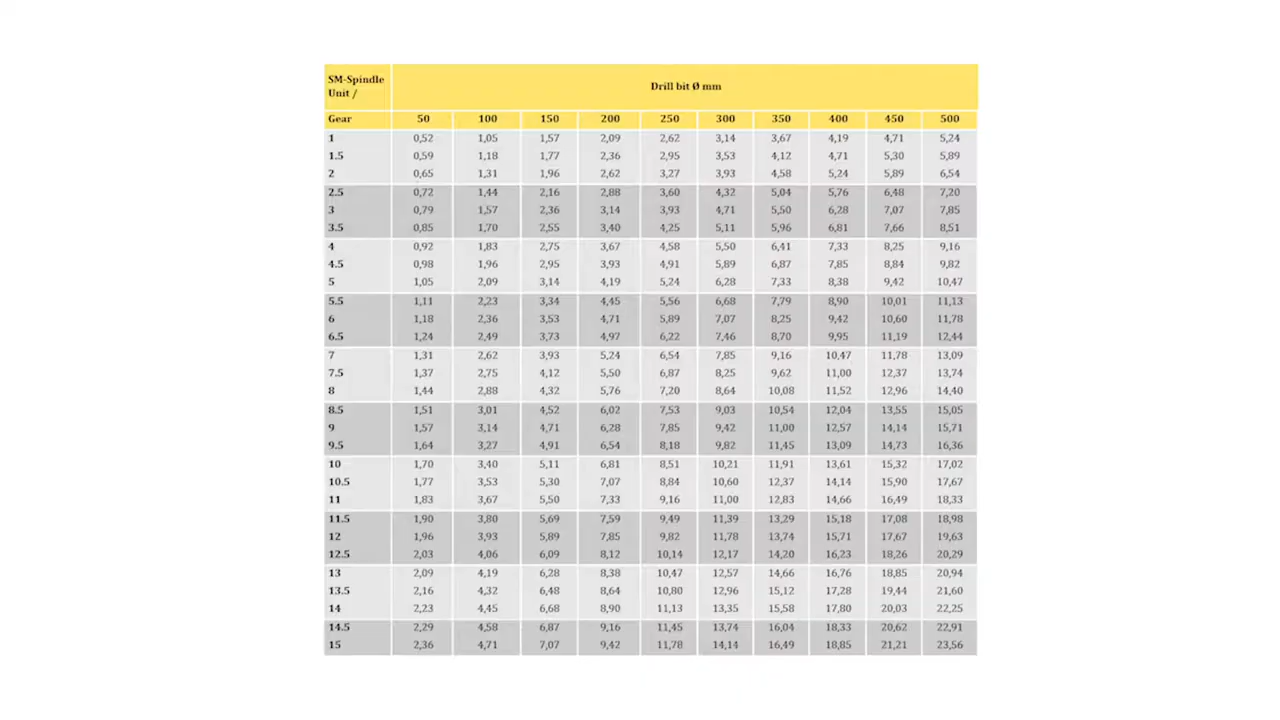 SM-Spindle
Unit /
Drill bit Ø mm
Gear 50 100 150 200 250 300 350 400 450 500
1 0,52 1,05 1,57 2,09 2,62 3,14 3,67 4,19 4,71 5,24
1.5 0,59 1,18 1,77 2,36 2,95 3,53 4,12 4,71 5,30 5,89
2 0,65 1,31 1,96 2,62 3,27 3,93 4,58 5,24 5,89 6,54
2.5 0,72 1,44 2,16 2,88 3,60 4,32 5,04 5,76 6,48 7,20
3 0,79 1,57 2,36 3,14 3,93 4,71 5,50 6,28 7,07 7,85
3.5 0,85 1,70 2,55 3,40 4,25 5,11 5,96 6,81 7,66 8,51
4 0,92 1,83 2,75 3,67 4,58 5,50 6,41 7,33 8,25 9,16
4.5 0,98 1,96 2,95 3,93 4,91 5,89 6,87 7,85 8,84 9,82
5 1,05 2,09 3,14 4,19 5,24 6,28 7,33 8,38 9,42 10,47
5.5 1,11 2,23 3,34 4,45 5,56 6,68 7,79 8,90 10,01 11,13
6 1,18 2,36 3,53 4,71 5,89 7,07 8,25 9,42 10,60 11,78
6.5 1,24 2,49 3,73 4,97 6,22 7,46 8,70 9,95 11,19 12,44
7 1,31 2,62 3,93 5,24 6,54 7,85 9,16 10,47 11,78 13,09
7.5 1,37 2,75 4,12 5,50 6,87 8,25 9,62 11,00 12,37 13,74
8 1,44 2,88 4,32 5,76 7,20 8,64 10,08 11,52 12,96 14,40
8.5 1,51 3,01 4,52 6,02 7,53 9,03 10,54 12,04 13,55 15,05
9 1,57 3,14 4,71 6,28 7,85 9,42 11,00 12,57 14,14 15,71
9.5 1,64 3,27 4,91 6,54 8,18 9,82 11,45 13,09 14,73 16,36
10 1,70 3,40 5,11 6,81 8,51 10,21 11,91 13,61 15,32 17,02
10.5 1,77 3,53 5,30 7,07 8,84 10,60 12,37 14,14 15,90 17,67
11 1,83 3,67 5,50 7,33 9,16 11,00 12,83 14,66 16,49 18,33
11.5 1,90 3,80 5,69 7,59 9,49 11,39 13,29 15,18 17,08 18,98
12 1,96 3,93 5,89 7,85 9,82 11,78 13,74 15,71 17,67 19,63
12.5 2,03 4,06 6,09 8,12 10,14 12,17 14,20 16,23 18,26 20,29
13 2,09 4,19 6,28 8,38 10,47 12,57 14,66 16,76 18,85 20,94
13.5 2,16 4,32 6,48 8,64 10,80 12,96 15,12 17,28 19,44 21,60
14 2,23 4,45 6,68 8,90 11,13 13,35 15,58 17,80 20,03 22,25
14.5 2,29 4,58 6,87 9,16 11,45 13,74 16,04 18,33 20,62 22,91
15 2,36 4,71 7,07 9,42 11,78 14,14 16,49 18,85 21,21 23,56